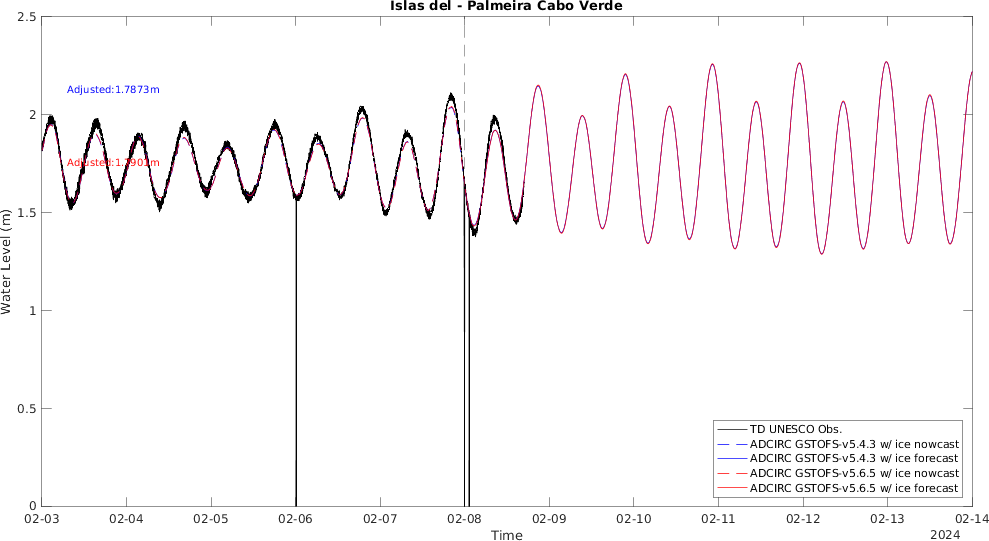 Islas del - Palmeira Cabo Verde
2.5
2
1.5
1
0.5
0
Water Level (m)
Adjusted:1.7873m
TD UNESCO Obs.
ADCIRC GSTOFS-v5.4.3 w/ ice nowcast
ADCIRC GSTOFS-v5.4.3 w/ ice forecast
ADCIRC GSTOFS-v5.6.5 w/ ice nowcast
ADCIRC GSTOFS-v5.6.5 w/ ice forecast
02-03 02-04 02-05 02-06 02-07 02-08 02-09 02-10 02-11 02-12 02-13 02-14
Time
2024